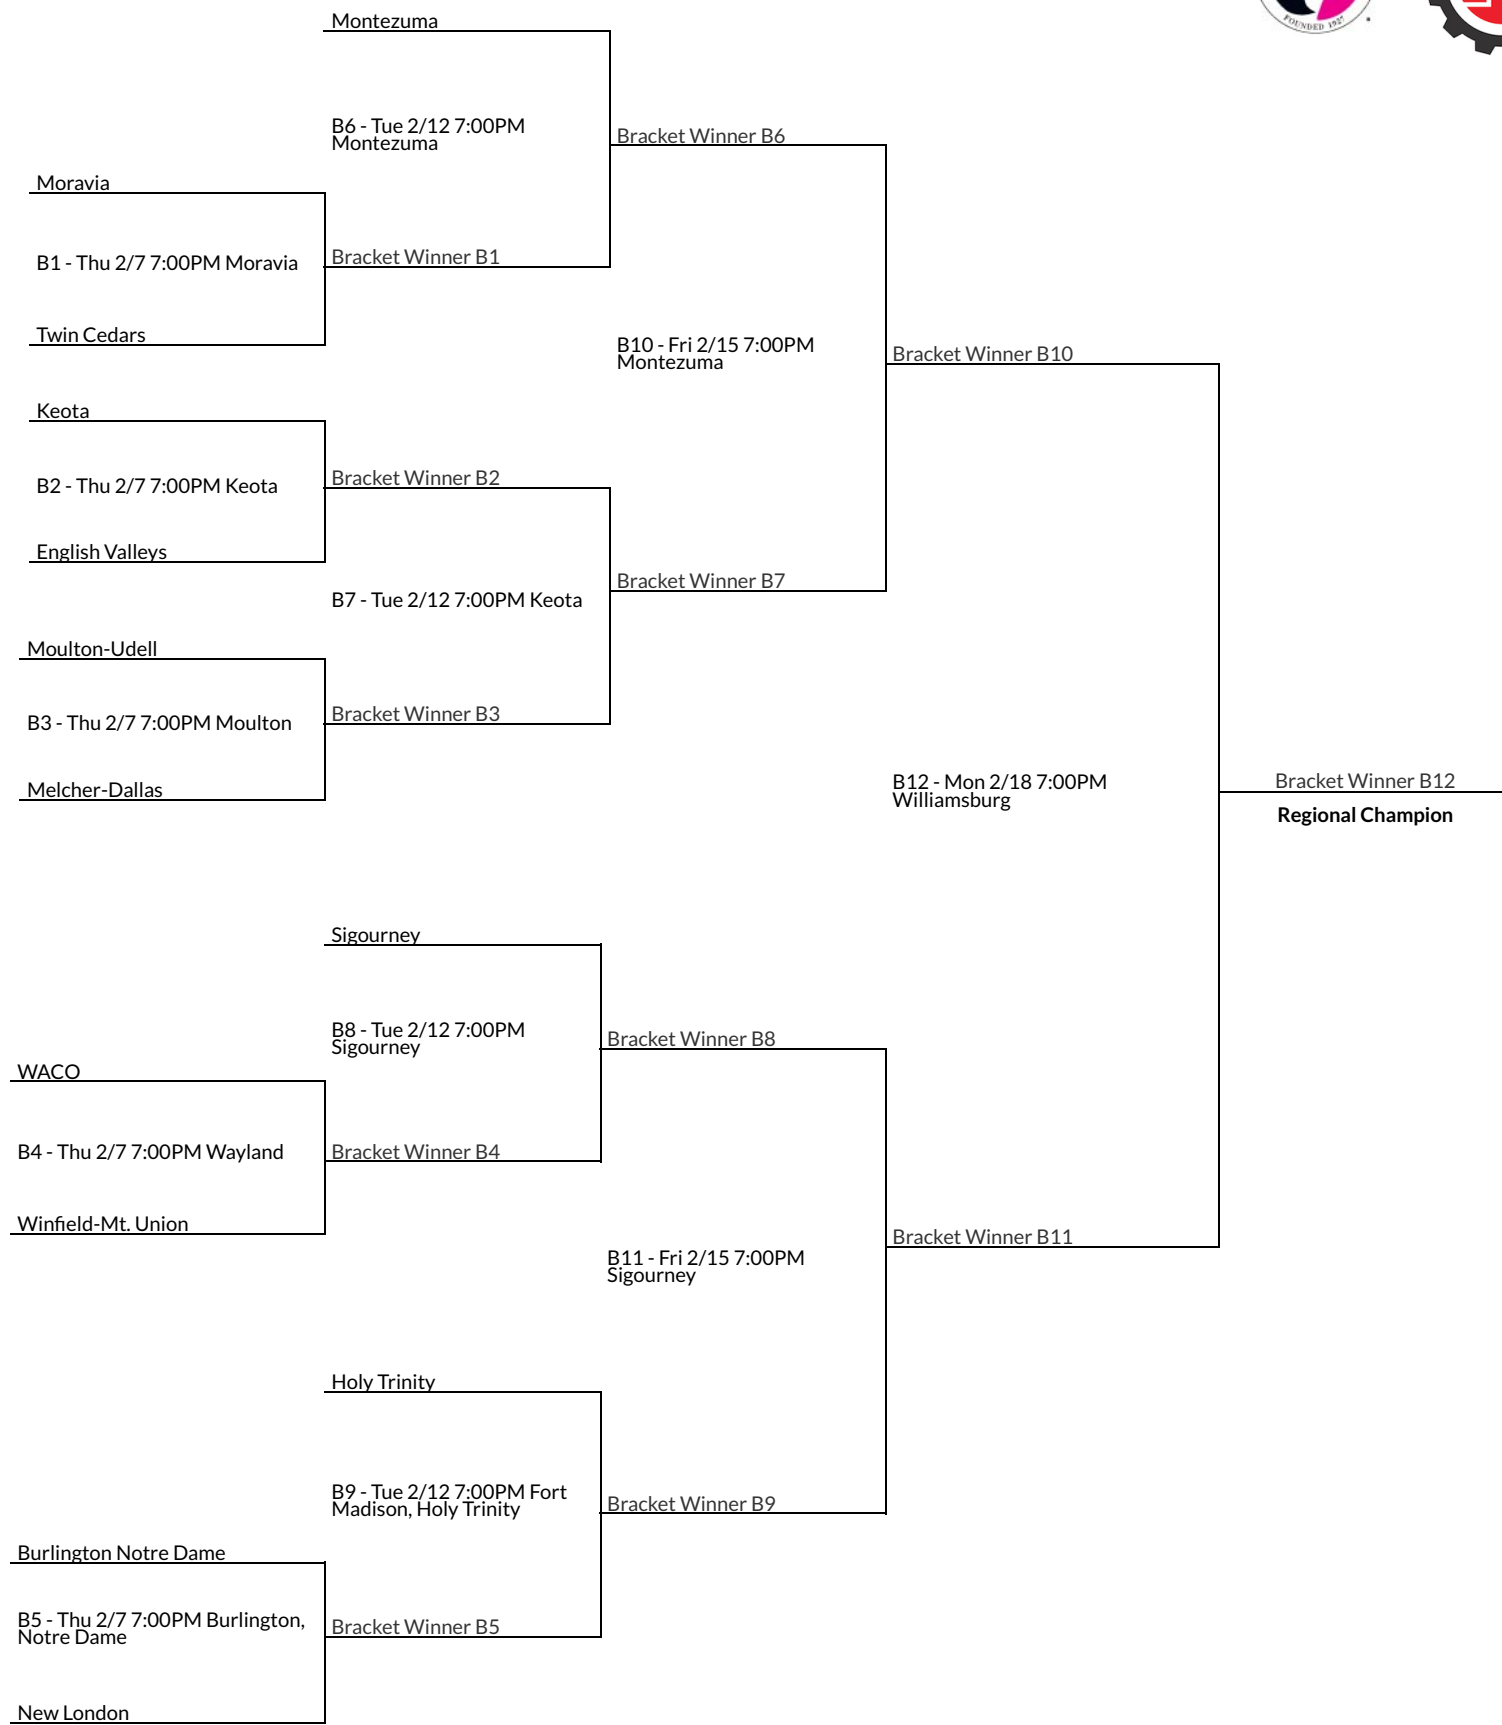 FOUNDED 1925
Montezuma
B6 - Tue 2/12 7:00PM
Montezuma
Bracket Winner B6
Moravia
B1 - Thu 2/7 7:00PM Moravia
Bracket Winner B1
Twin Cedars
B10 - Fri 2/15 7:00PM
Montezuma
Bracket Winner B10
Keota
B2 - Thu 2/7 7:00PM Keota
Bracket Winner B2
English Valleys
B7 - Tue 2/12 7:00PM Keota
Bracket Winner B7
Moulton-Udell
B3 - Thu 2/7 7:00PM Moulton
Bracket Winner B3
Melcher-Dallas
B12 - Mon 2/18 7:00PM
Williamsburg
Bracket Winner B12
Regional Champion
Sigourney
B8 - Tue 2/12 7:00PM
Sigourney
Bracket Winner B8
WACO
B4 - Thu 2/7 7:00PM Wayland
Bracket Winner B4
Winfield-Mt. Union
B11 - Fri 2/15 7:00PM
Sigourney
Bracket Winner B11
Holy Trinity
B9 - Tue 2/12 7:00PM Fort
Madison, Holy Trinity
Bracket Winner B9
Burlington Notre Dame
B5 - Thu 2/7 7:00PM Burlington,
Notre Dame
Bracket Winner B5
New London